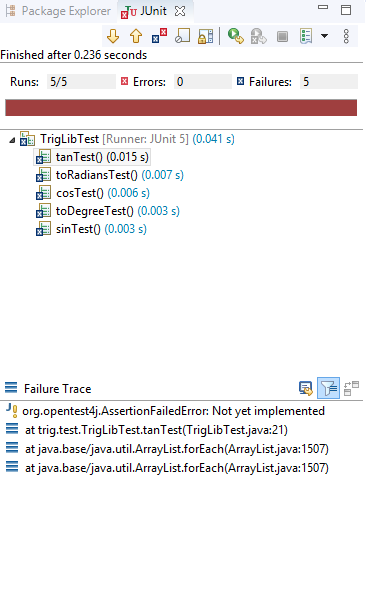 Package Explorer JUnit
Finished after 0.236 seconds
Runs: 5/5 Errors: 0 Failures: 5
TrigLibTest [Runner: JUnit 5] (0.041 s)
tanTest() (0.015 s)
toRadiansTest() (0.007 s)
cosTest() (0.006 s)
toDegreeTest() (0.003 s)
sinTest() (0.003 s)
Failure Trace
org.opentest4j.AssertionFailedError: Not yet implemented
at trig.test.TrigLibTest.tanTest(TrigLibTest.java:21)
at java.base/java.util.ArrayList.forEach(ArrayList.java:1507)
at java.base/java.util.ArrayList.forEach(ArrayList.java:1507)